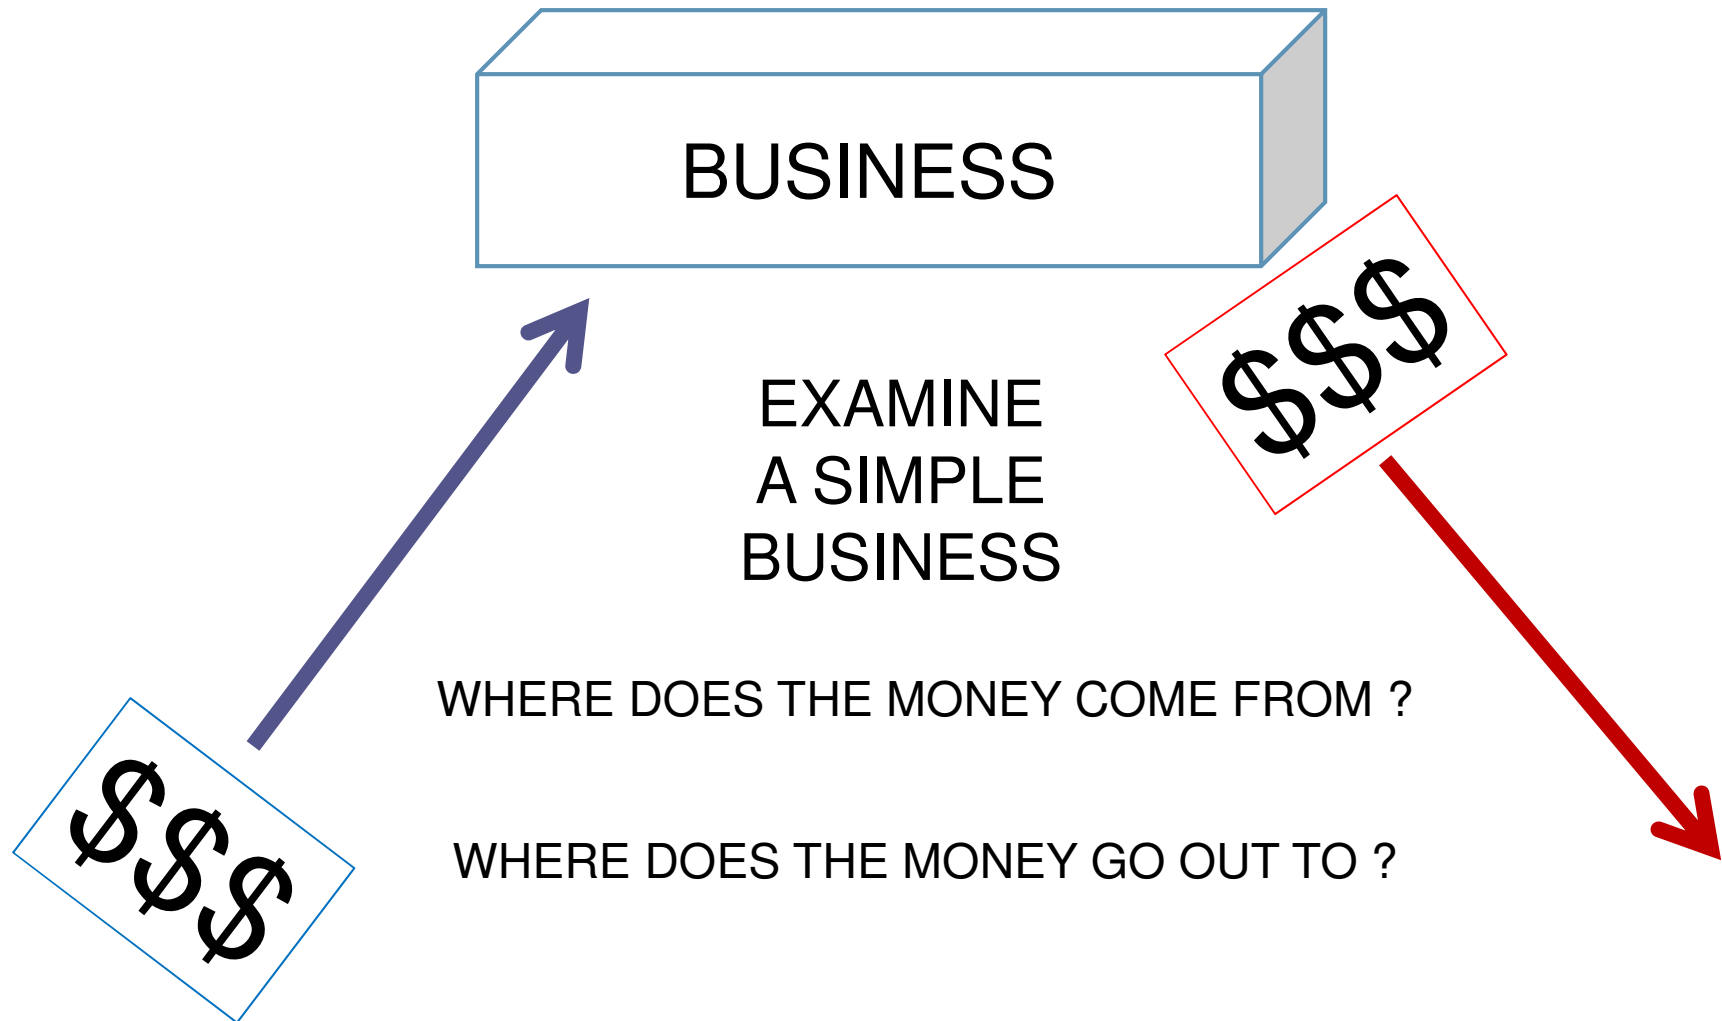 BUSINESS
$$$
EXAMINE
A SIMPLE
BUSINESS
WHERE DOES THE MONEY COME FROM ?
$$$
WHERE DOES THE MONEY GO OUT TO ?